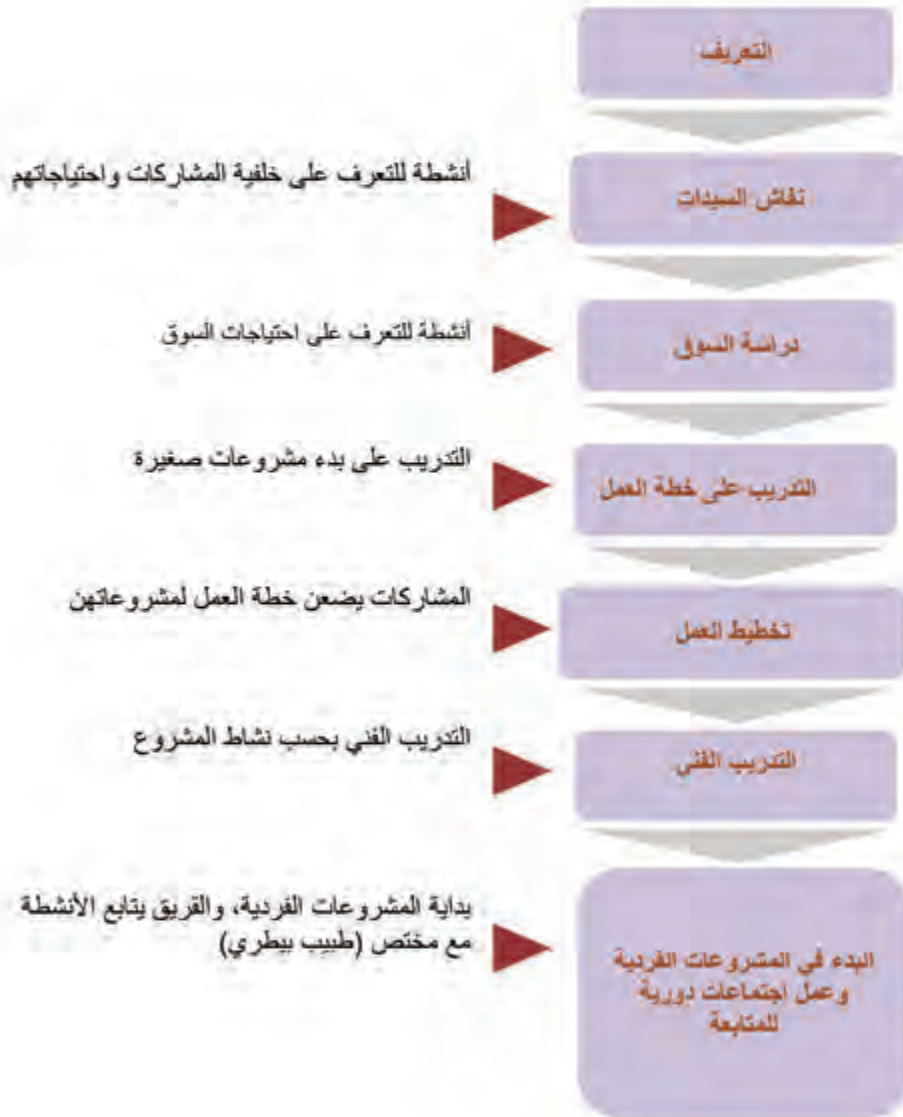 التعريف
نقاش السيدات
أنشطة للتعرف على خلفية المشاركات واحتياجاتهم
دراسة السوق
أنشطة للتعرف على احتياجات السوق
التدريب على خطة العمل
التدريب على بدء مشروعات صغيرة
تخطيط العمل
المشاركات يضعن خطة العمل لمشروعاتهن
التدريب الفني
التدريب الفني بحسب نشاط المشروع
البدء في المشروعات الفردية
وعمل اجتماعات دورية
للمتابعة
بداية المشروعات الفردية، والفريق يتابع الأنشطة
مع مختص (طبيب بيطري)